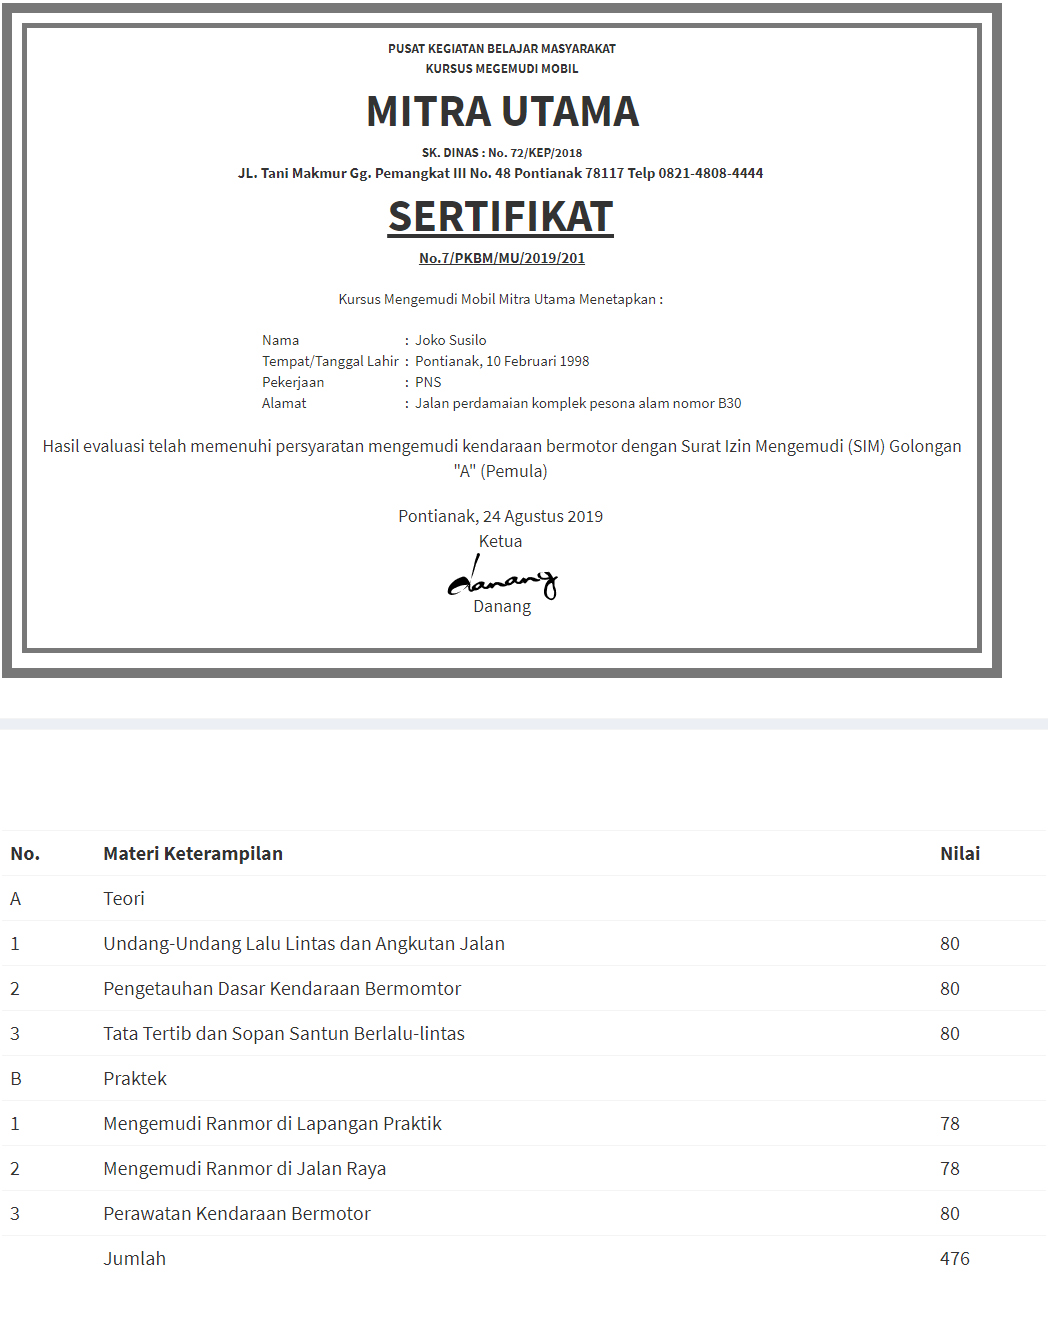 PUSAT KEGIATAN BELAJAR MASYARAKAT
KURSUS MEGEMUDI MOBIL
MITRA UTAMA
SK. DINAS : No. 72/KEP/2018
JL. Tani Makmur Gg. Pemangkat III No. 48 Pontianak 78117 Telp 0821-4808-4444
SERTIFIKAT
No.7/PKBM/MU/2019/201
Kursus Mengemudi Mobil Mitra Utama Menetapkan :
Nama : Joko Susilo
Tempat/Tanggal Lahir : Pontianak, 10 Februari 1998
Pekerjaan : PNS
Alamat : Jalan perdamaian komplek pesona alam nomor B30
Hasil evaluasi telah memenuhi persyaratan mengemudi kendaraan bermotor dengan Surat Izin Mengemudi (SIM) Golongan
"A" (Pemula)
Pontianak, 24 Agustus 2019
Ketua
danang
Danang
No. Materi Keterampilan Nilai
A Teori
1 Undang-Undang Lalu Lintas dan Angkutan Jalan 80
2 Pengetauhan Dasar Kendaraan Bermomtor 80
3 Tata Tertib dan Sopan Santun Berlalu-lintas 80
B Praktek
1 Mengemudi Ranmor di Lapangan Praktik 78
2 Mengemudi Ranmor di Jalan Raya 78
3 Perawatan Kendaraan Bermotor 80
Jumlah 476